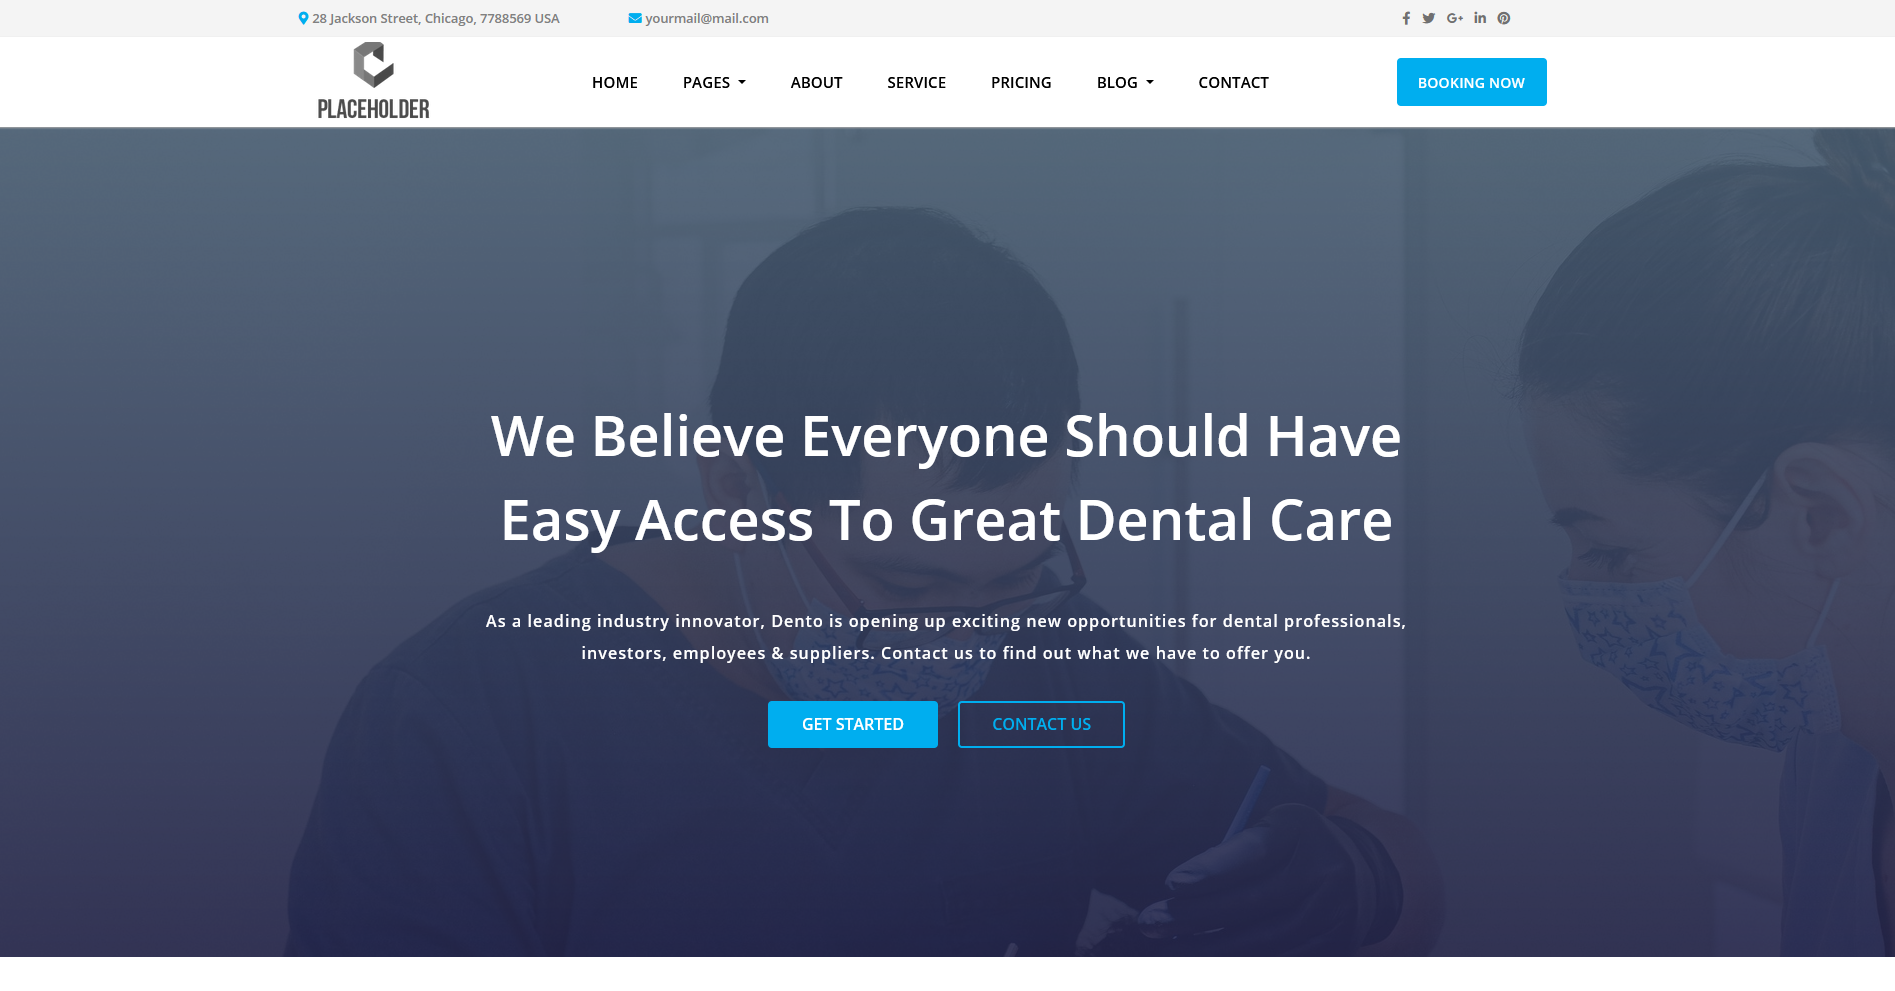 28 Jackson Street, Chicago, 7788569 USA
yourmail@mail.com
PLACEHOLDER
HOME
PAGES
ABOUT
SERVICE
PRICING
BLOG
CONTACT
BOOKING NOW
We Believe Everyone Should Have
Easy Access To Great Dental Care
As a leading industry innovator, Dento is opening up exciting new opportunities for dental professionals,
investors, employees & suppliers. Contact us to find out what we have to offer you.
GET STARTED
CONTACT US